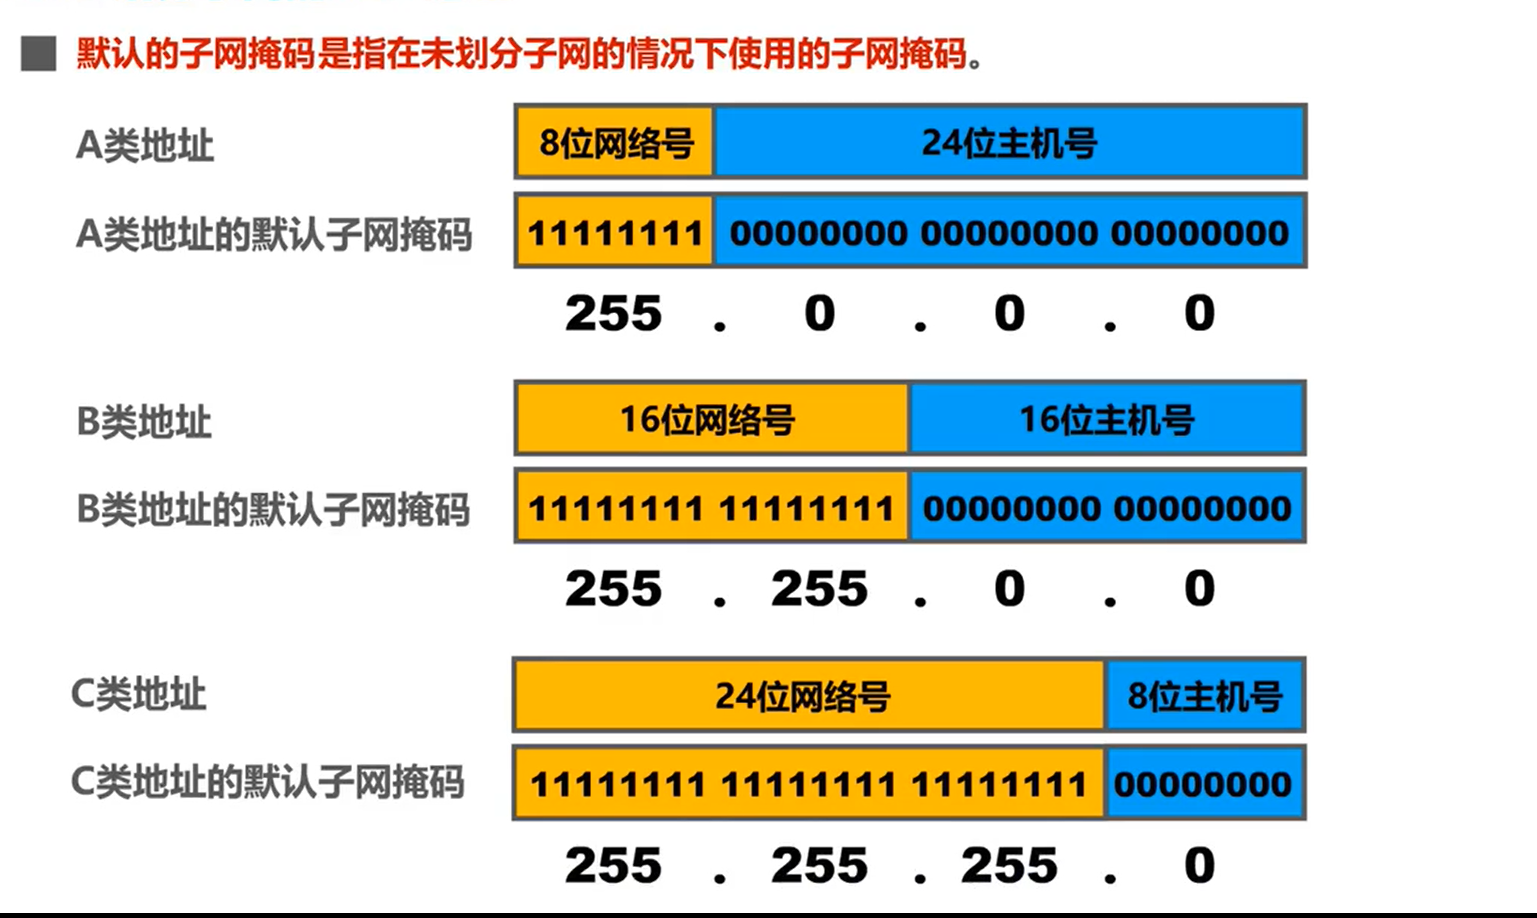 默认的子网掩码是指在未划分子网的情况下使用的子网掩码。
A类地址
8位网络号 24位主机号
A类地址的默认子网掩码
11111111 00000000 00000000 00000000
255 . 0 . 0 . 0
B类地址
16位网络号 16位主机号
B类地址的默认子网掩码
11111111 11111111 00000000 00000000
255 . 255 . 0 . 0
C类地址
24位网络号 8位主机号
C类地址的默认子网掩码
11111111 11111111 11111111 00000000
255 . 255 . 255 . 0